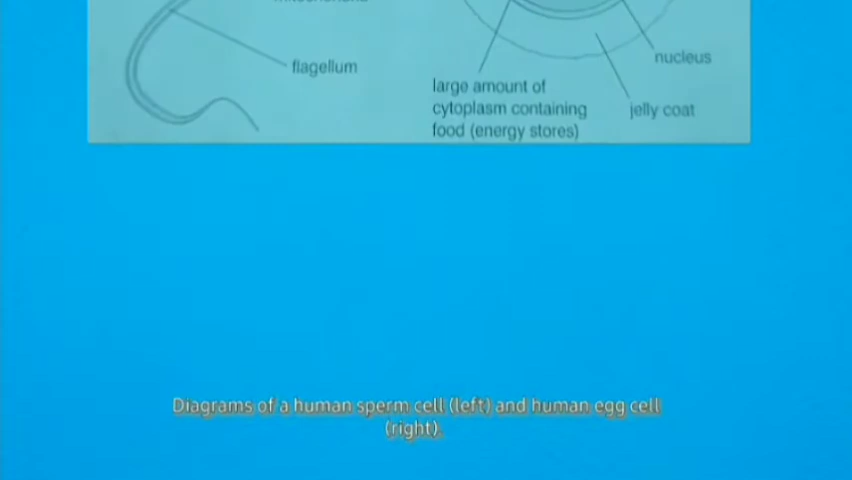 mitochondria
flagellum
nucleus
large amount of
cytoplasm containing
food (energy stores)
jelly coat
Diagrams of a human sperm cell (left) and human egg cell
(right).